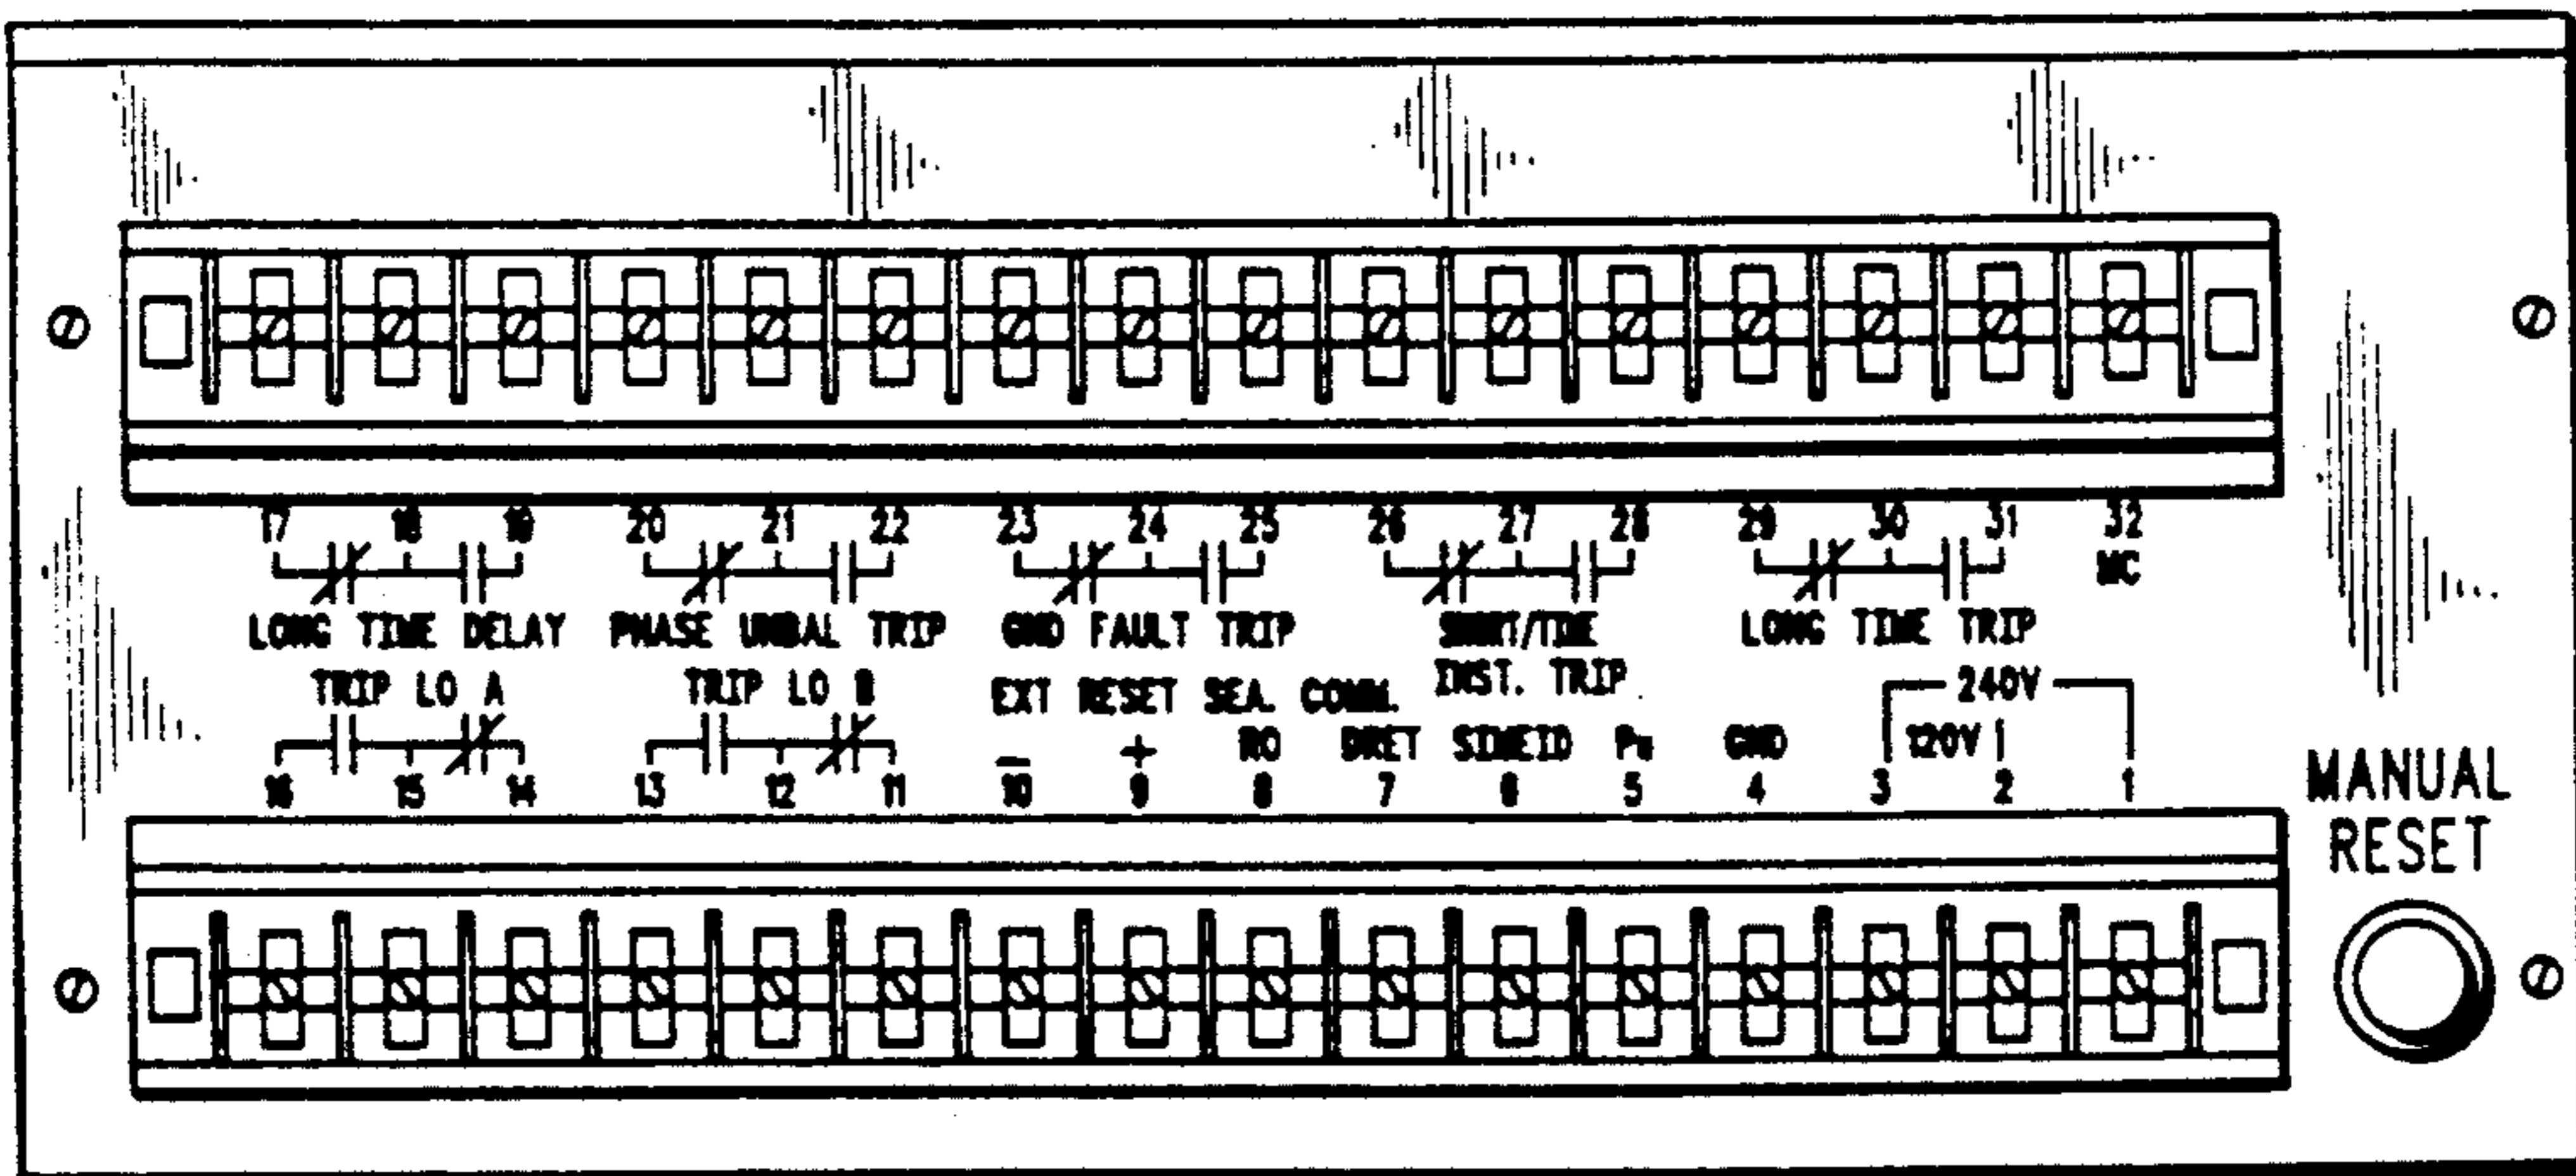 17 18 19 20 21 22 23 24 25 26 27 28 29 30 31 32
NC
LONG TIME DELAY PHASE UNBAL TRIP GND FAULT TRIP SHORT/TIME LONG TIME TRIP
INST. TRIP
TRIP LO A TRIP LO B EXT RESET 240V
− + GND 120V
16 15 14 13 12 11 10 9 8 7 6 5 4 3 2 1
MANUAL
RESET